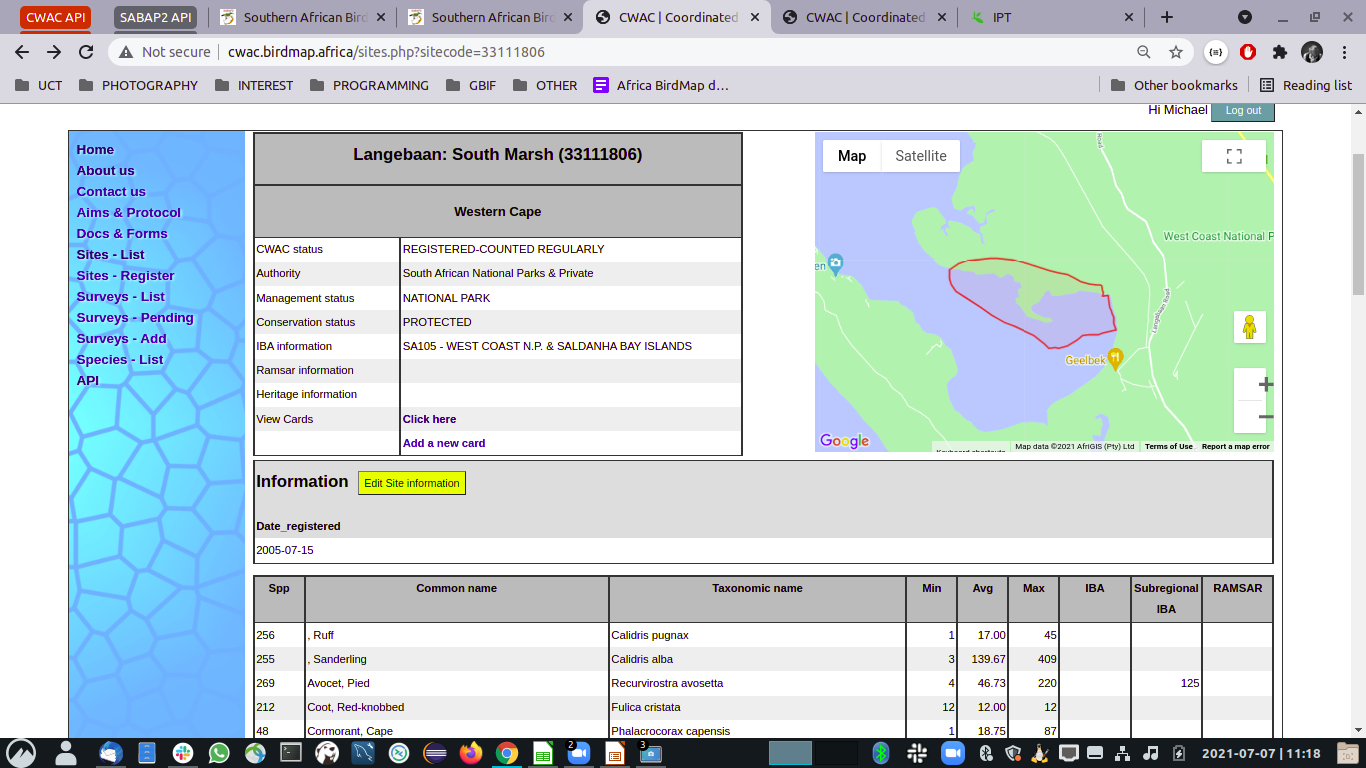 CWAC API
SABAP2 API
Southern African Bird
Southern African Bird
CWAC | Coordinated
CWAC | Coordinated
IPT
Not secure
cwac.birdmap.africa/sites.php?sitecode=33111806
UCT
PHOTOGRAPHY
INTEREST
PROGRAMMING
GBIF
OTHER
Africa BirdMap d...
Other bookmarks
Reading list
Hi Michael
Log out
Home
About us
Contact us
Aims & Protocol
Docs & Forms
Sites - List
Sites - Register
Surveys - List
Surveys - Pending
Surveys - Add
Species - List
API
Langebaan: South Marsh (33111806)
Western Cape
CWAC status REGISTERED-COUNTED REGULARLY
Authority South African National Parks & Private
Management status NATIONAL PARK
Conservation status PROTECTED
IBA information SA105 - WEST COAST N.P. & SALDANHA BAY ISLANDS
Ramsar information
Heritage information
View Cards Click here
Add a new card
Map Satellite
Road
West Coast National P
en
Langebaan Road
Geelbek
Google
Keyboard shortcuts
Map data ©2021 AfriGIS (Pty) Ltd
Terms of Use
Report a map error
Information Edit Site information
Date_registered
2005-07-15
Spp Common name Taxonomic name Min Avg Max IBA Subregional IBA RAMSAR
256 , Ruff Calidris pugnax 1 17.00 45
255 , Sanderling Calidris alba 3 139.67 409
269 Avocet, Pied Recurvirostra avosetta 4 46.73 220 125
212 Coot, Red-knobbed Fulica cristata 12 12.00 12
48 Cormorant, Cape Phalacrocorax capensis 1 18.75 87
2
3
2021-07-07 | 11:18